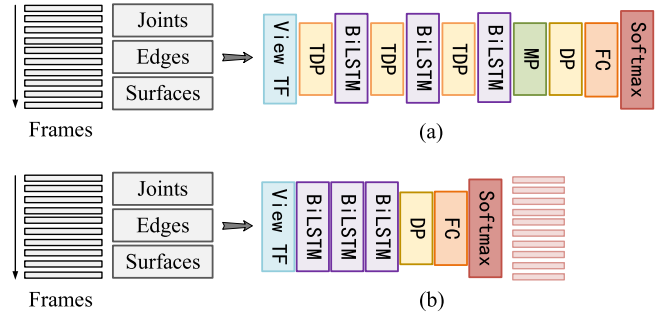 Joints
Edges
Surfaces
Frames
View TF
TDP
BiLSTM
TDP
BiLSTM
TDP
BiLSTM
MP
DP
FC
Softmax
(a)
Joints
Edges
Surfaces
Frames
View TF
BiLSTM
BiLSTM
BiLSTM
DP
FC
Softmax
(b)